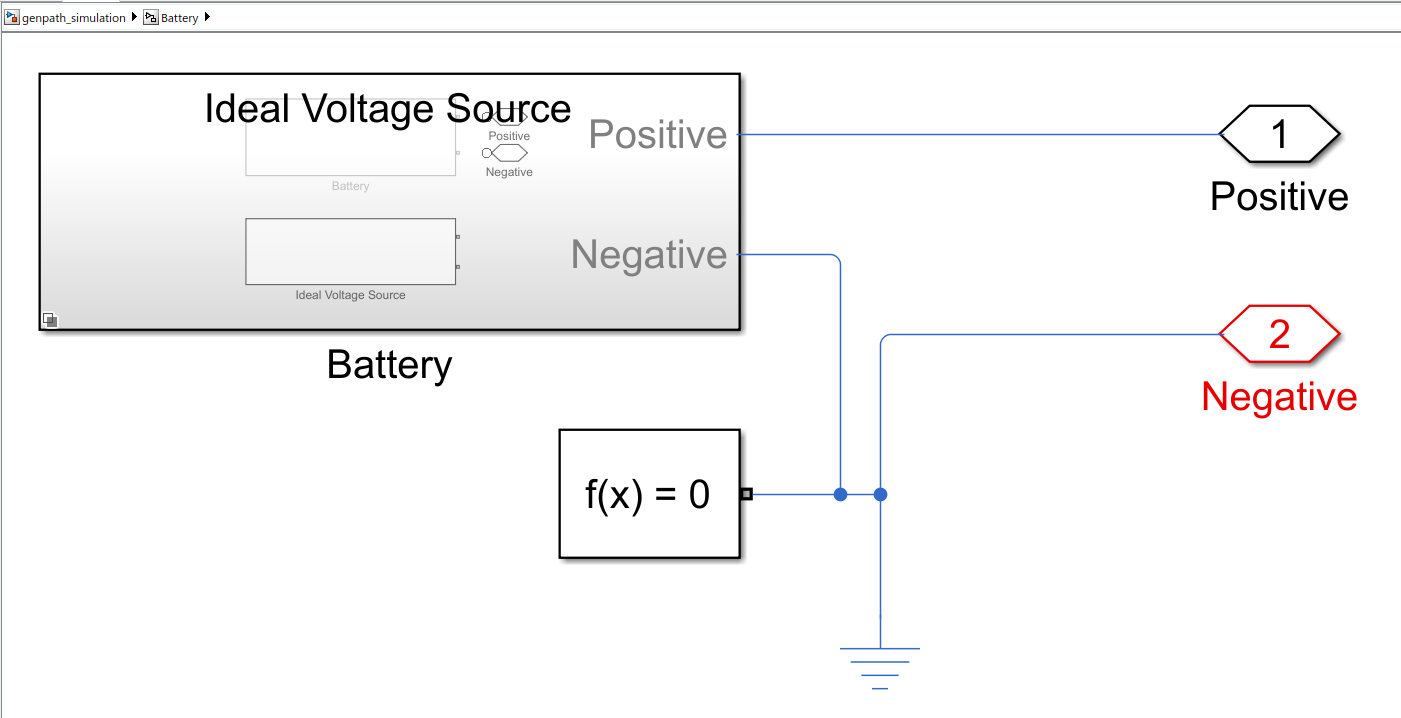 genpath_simulation Battery
Ideal Voltage Source
Positive
Negative
Battery
Ideal Voltage Source
Positive
Negative
Battery
f(x) = 0
1
Positive
2
Negative